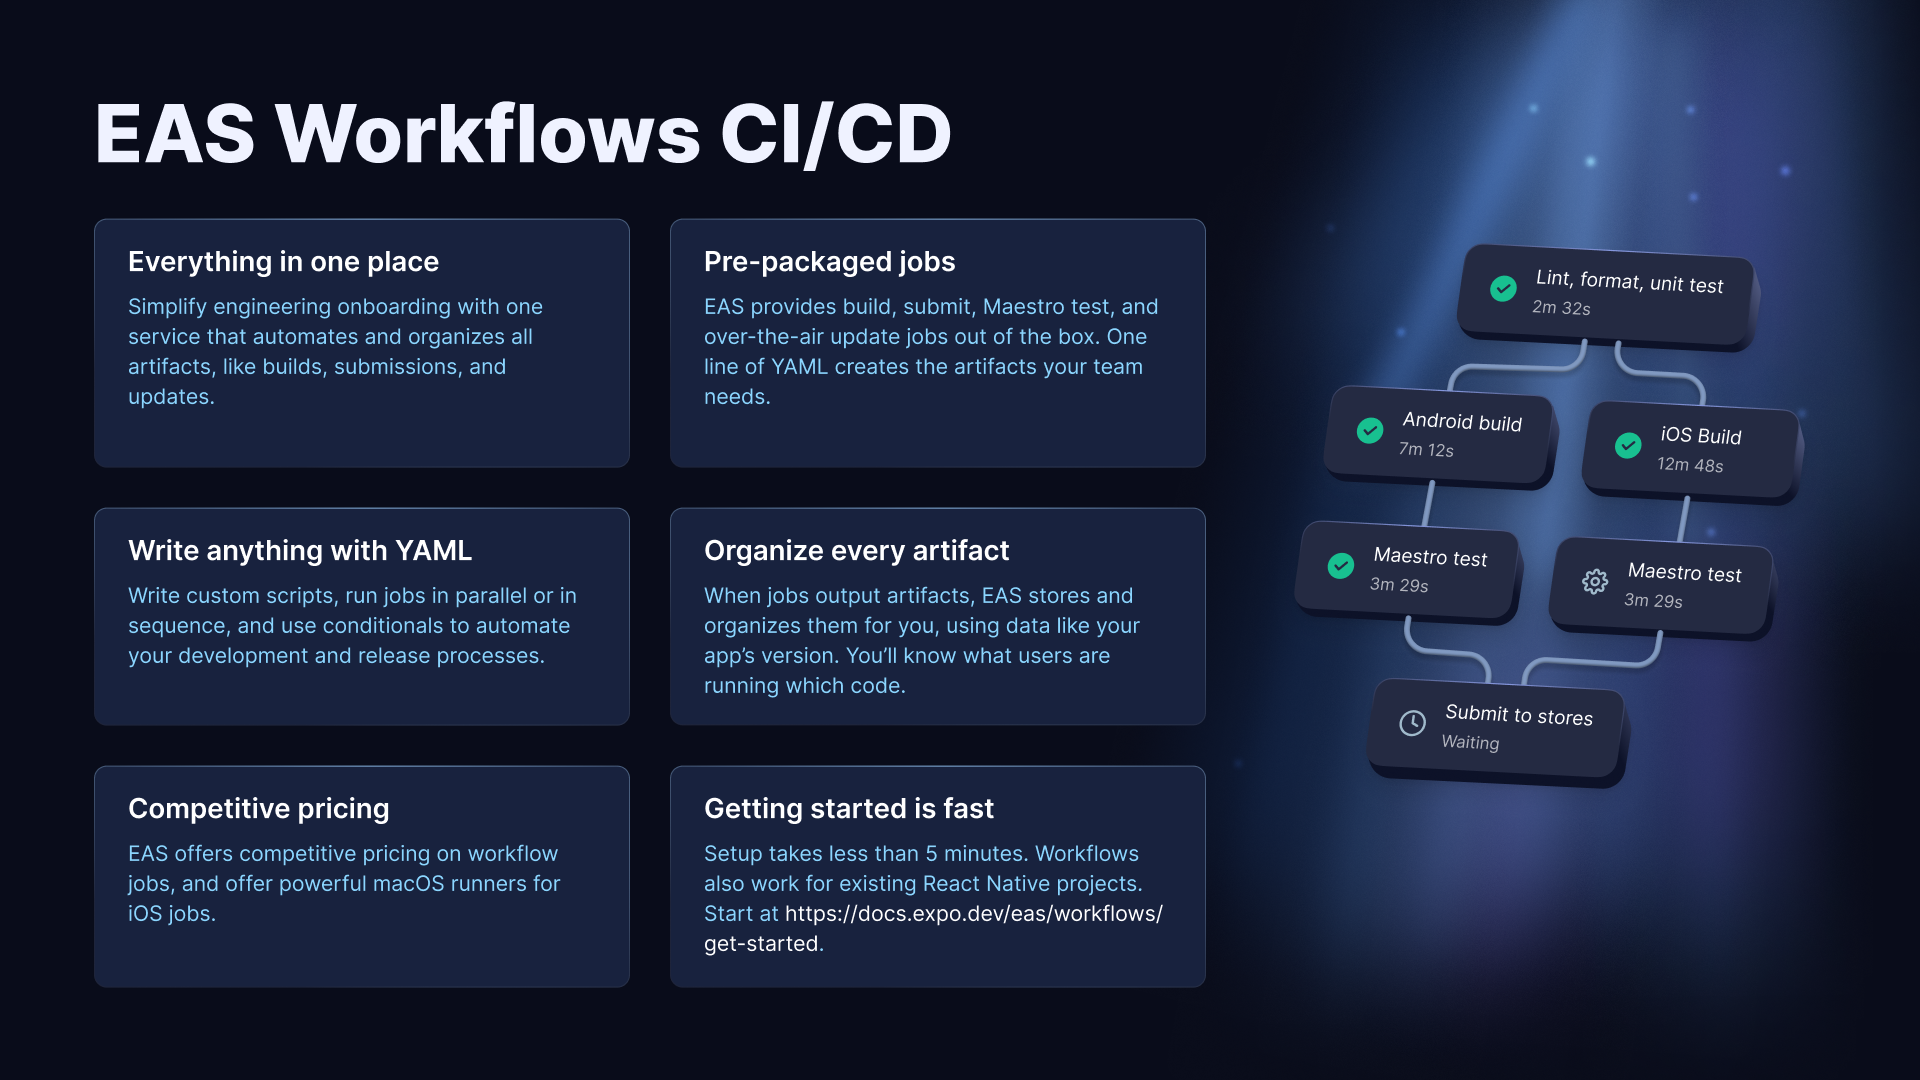 EAS Workflows CI/CD
Everything in one place
Simplify engineering onboarding with one
service that automates and organizes all
artifacts, like builds, submissions, and
updates.
Pre-packaged jobs
EAS provides build, submit, Maestro test, and
over-the-air update jobs out of the box. One
line of YAML creates the artifacts your team
needs.
Write anything with YAML
Write custom scripts, run jobs in parallel or in
sequence, and use conditionals to automate
your development and release processes.
Organize every artifact
When jobs output artifacts, EAS stores and
organizes them for you, using data like your
app’s version. You’ll know what users are
running which code.
Competitive pricing
EAS offers competitive pricing on workflow
jobs, and offer powerful macOS runners for
iOS jobs.
Getting started is fast
Setup takes less than 5 minutes. Workflows
also work for existing React Native projects.
Start at https://docs.expo.dev/eas/workflows/
get-started.
Lint, format, unit test
2m 32s
Android build
7m 12s
iOS Build
12m 48s
Maestro test
3m 29s
Maestro test
3m 29s
Submit to stores
Waiting